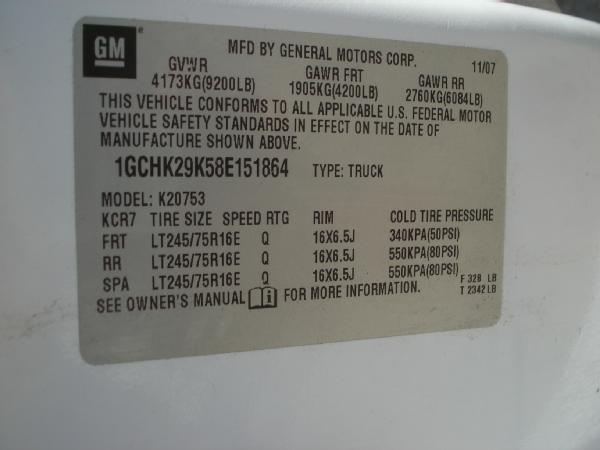 GM
MFD BY GENERAL MOTORS CORP. 11/07
GVWR GAWR FRT GAWR RR
4173KG(9200LB) 1905KG(4200LB) 2760KG(6084LB)
THIS VEHICLE CONFORMS TO ALL APPLICABLE U.S. FEDERAL MOTOR
VEHICLE SAFETY STANDARDS IN EFFECT ON THE DATE OF
MANUFACTURE SHOWN ABOVE.
1GCHK29K58E151864 TYPE: TRUCK
MODEL: K20753
KCR7 TIRE SIZE SPEED RTG RIM COLD TIRE PRESSURE
FRT LT245/75R16E Q 16X6.5J 340KPA(50PSI)
RR LT245/75R16E Q 16X6.5J 550KPA(80PSI)
SPA LT245/75R16E Q 16X6.5J 550KPA(80PSI)
F 328 LB
SEE OWNER'S MANUAL FOR MORE INFORMATION. T 2342 LB